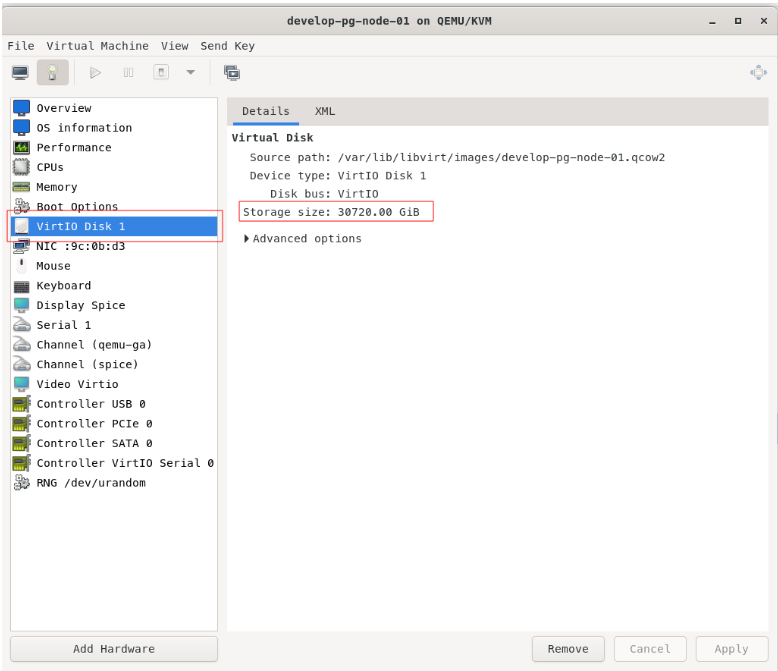 develop-pg-node-01 on QEMU/KVM
File Virtual Machine View Send Key
Overview
OS information
Performance
CPUs
Memory
Boot Options
VirtIO Disk 1
NIC :9c:0b:d3
Mouse
Keyboard
Display Spice
Serial 1
Channel (qemu-ga)
Channel (spice)
Video Virtio
Controller USB 0
Controller PCIe 0
Controller SATA 0
Controller VirtIO Serial 0
RNG /dev/urandom
Add Hardware
Details XML
Virtual Disk
Source path: /var/lib/libvirt/images/develop-pg-node-01.qcow2
Device type: VirtIO Disk 1
Disk bus: VirtIO
Storage size: 30720.00 GiB
Advanced options
Remove Cancel Apply